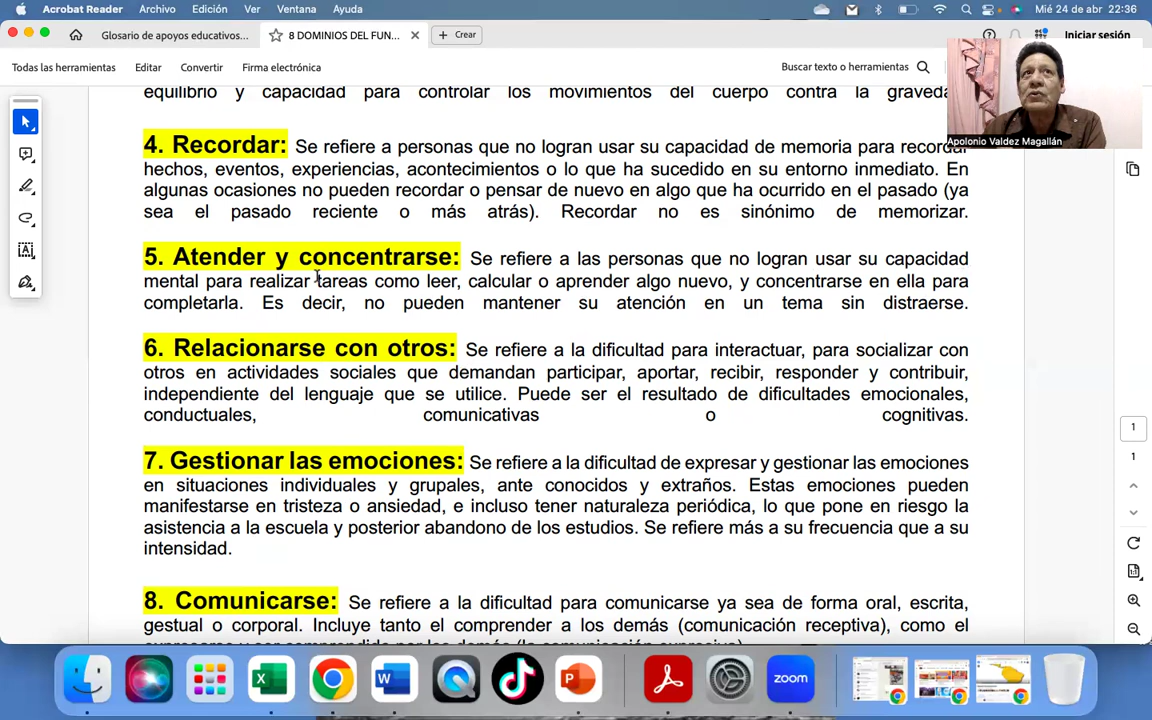 Acrobat Reader Archivo Edición Ver Ventana Ayuda Mié 24 de abr 22:36
Glosario de apoyos educativos... 8 DOMINIOS DEL FUN... Crear Iniciar sesión
Todas las herramientas Editar Convertir Firma electrónica Buscar texto o herramientas
equilibrio y capacidad para controlar los movimientos del cuerpo contra la
Apolonio Valdez Magallán
4. Recordar: Se refiere a personas que no logran usar su capacidad de memoria para recordar
hechos, eventos, experiencias, acontecimientos o lo que ha sucedido en su entorno inmediato. En
algunas ocasiones no pueden recordar o pensar de nuevo en algo que ha ocurrido en el pasado (ya
sea el pasado reciente o más atrás). Recordar no es sinónimo de memorizar.
5. Atender y concentrarse: Se refiere a las personas que no logran usar su capacidad
mental para realizar tareas como leer, calcular o aprender algo nuevo, y concentrarse en ella para
completarla. Es decir, no pueden mantener su atención en un tema sin distraerse.
6. Relacionarse con otros: Se refiere a la dificultad para interactuar, para socializar con
otros en actividades sociales que demandan participar, aportar, recibir, responder y contribuir,
independiente del lenguaje que se utilice. Puede ser el resultado de dificultades emocionales,
conductuales, comunicativas o cognitivas.
1
1
7. Gestionar las emociones: Se refiere a la dificultad de expresar y gestionar las emociones
en situaciones individuales y grupales, ante conocidos y extraños. Estas emociones pueden
manifestarse en tristeza o ansiedad, e incluso tener naturaleza periódica, lo que pone en riesgo la
asistencia a la escuela y posterior abandono de los estudios. Se refiere más a su frecuencia que a su
intensidad.
8. Comunicarse: Se refiere a la dificultad para comunicarse ya sea de forma oral, escrita,
gestual o corporal. Incluye tanto el comprender a los demás (comunicación receptiva), como el
expresarse y ser comprendido por los demás (la comunicación expresiva).
zoom